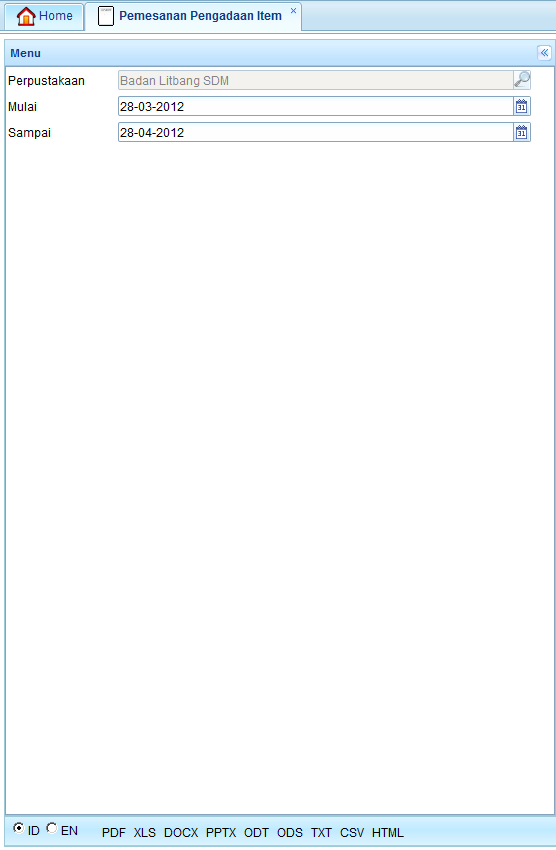 Home Pemesanan Pengadaan Item
Menu
Perpustakaan Badan Litbang SDM
Mulai 28-03-2012
Sampai 28-04-2012
ID EN PDF XLS DOCX PPTX ODT ODS TXT CSV HTML